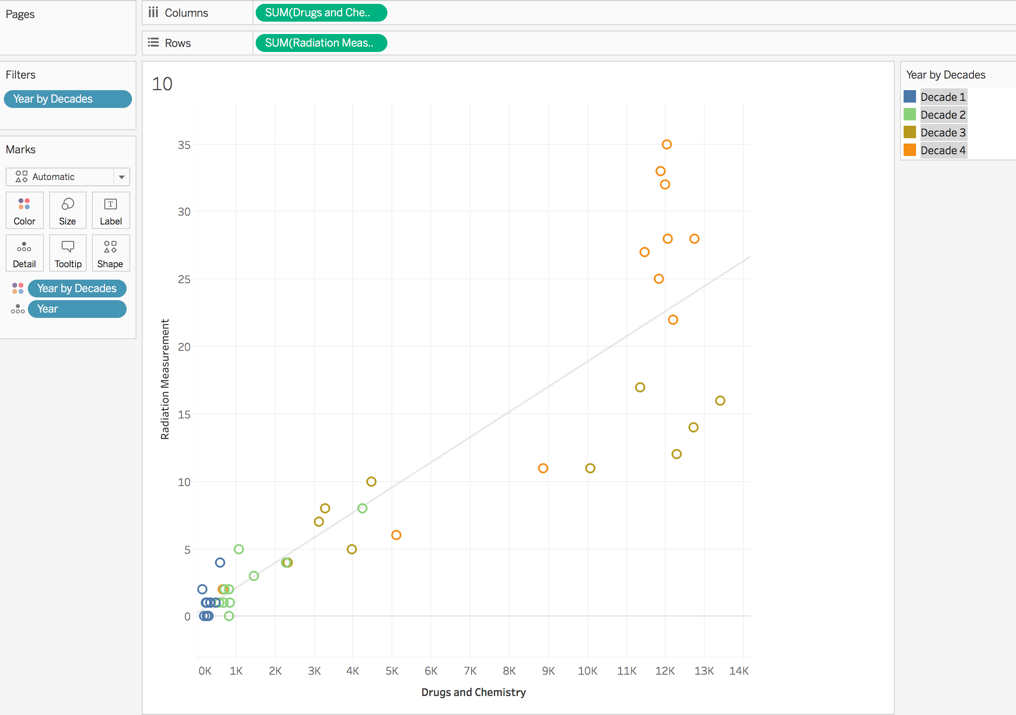 Pages
Columns
SUM(Drugs and Che..
Rows
SUM(Radiation Meas..
Filters
Year by Decades
Marks
Automatic
Color
Size
Label
Detail
Tooltip
Shape
Year by Decades
Year
10
35
30
25
20
15
10
5
0
Radiation Measurement
0K 1K 2K 3K 4K 5K 6K 7K 8K 9K 10K 11K 12K 13K 14K
Drugs and Chemistry
Year by Decades
Decade 1
Decade 2
Decade 3
Decade 4